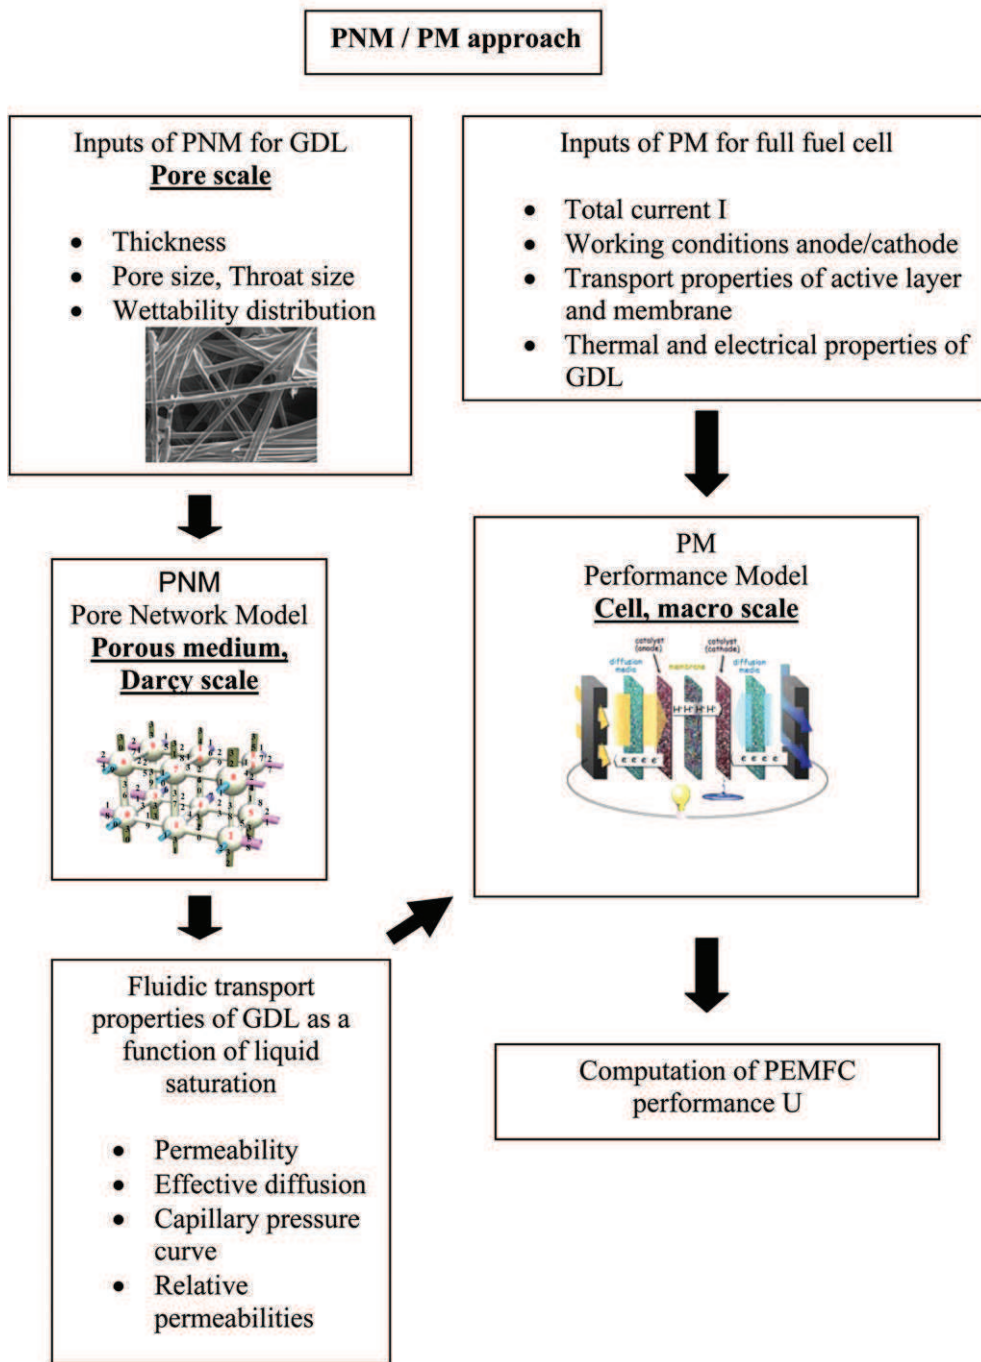 PNM / PM approach
Inputs of PNM for GDL
Pore scale
• Thickness
• Pore size, Throat size
• Wettability distribution
Inputs of PM for full fuel cell
• Total current I
• Working conditions anode/cathode
• Transport properties of active layer
and membrane
• Thermal and electrical properties of
GDL
PNM
Pore Network Model
Porous medium,
Darçy scale
PM
Performance Model
Cell, macro scale
catalyst
(anode)
catalyst
(cathode)
diffusion
media
membrane
diffusion
media
H⁺ H⁺ H⁺ H⁺
e e e e
e e e e
Fluidic transport
properties of GDL as a
function of liquid
saturation
• Permeability
• Effective diffusion
• Capillary pressure
curve
• Relative
permeabilities
Computation of PEMFC
performance U